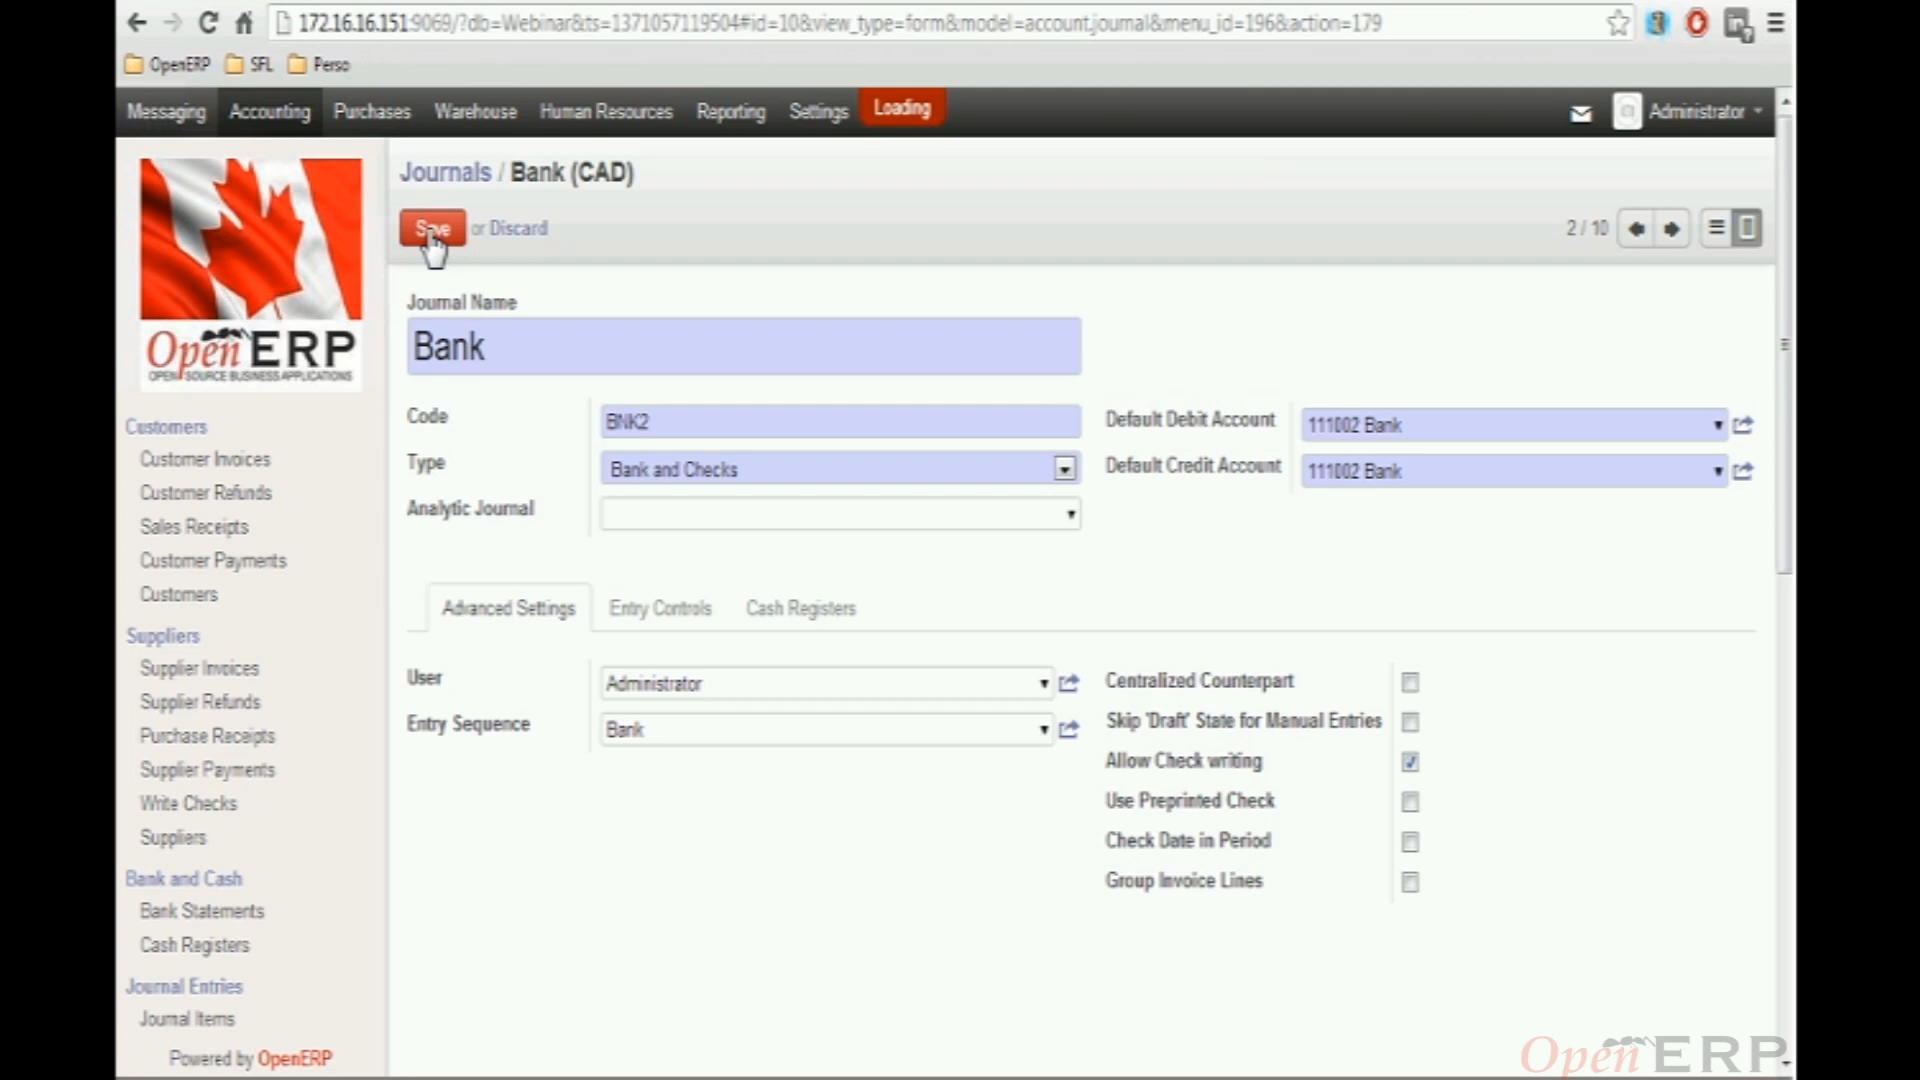 172.16.16.151:9069/?db=Webinar&ts=1371057119504#id=10&view_type=form&model=account.journal&menu_id=196&action=179
OpenERP SFL Perso
Messaging Accounting Purchases Warehouse Human Resources Reporting Settings Loading Administrator
Journals / Bank (CAD)
Save or Discard 2 / 10
OpenERP
OPEN SOURCE BUSINESS APPLICATIONS
Customers
Customer Invoices
Customer Refunds
Sales Receipts
Customer Payments
Customers
Suppliers
Supplier Invoices
Supplier Refunds
Purchase Receipts
Supplier Payments
Write Checks
Suppliers
Bank and Cash
Bank Statements
Cash Registers
Journal Entries
Journal Items
Powered by OpenERP
Journal Name
Bank
Code BNK2
Type Bank and Checks
Analytic Journal
Default Debit Account 111002 Bank
Default Credit Account 111002 Bank
Advanced Settings Entry Controls Cash Registers
User Administrator
Entry Sequence Bank
Centralized Counterpart
Skip 'Draft' State for Manual Entries
Allow Check writing
Use Preprinted Check
Check Date in Period
Group Invoice Lines
OpenERP